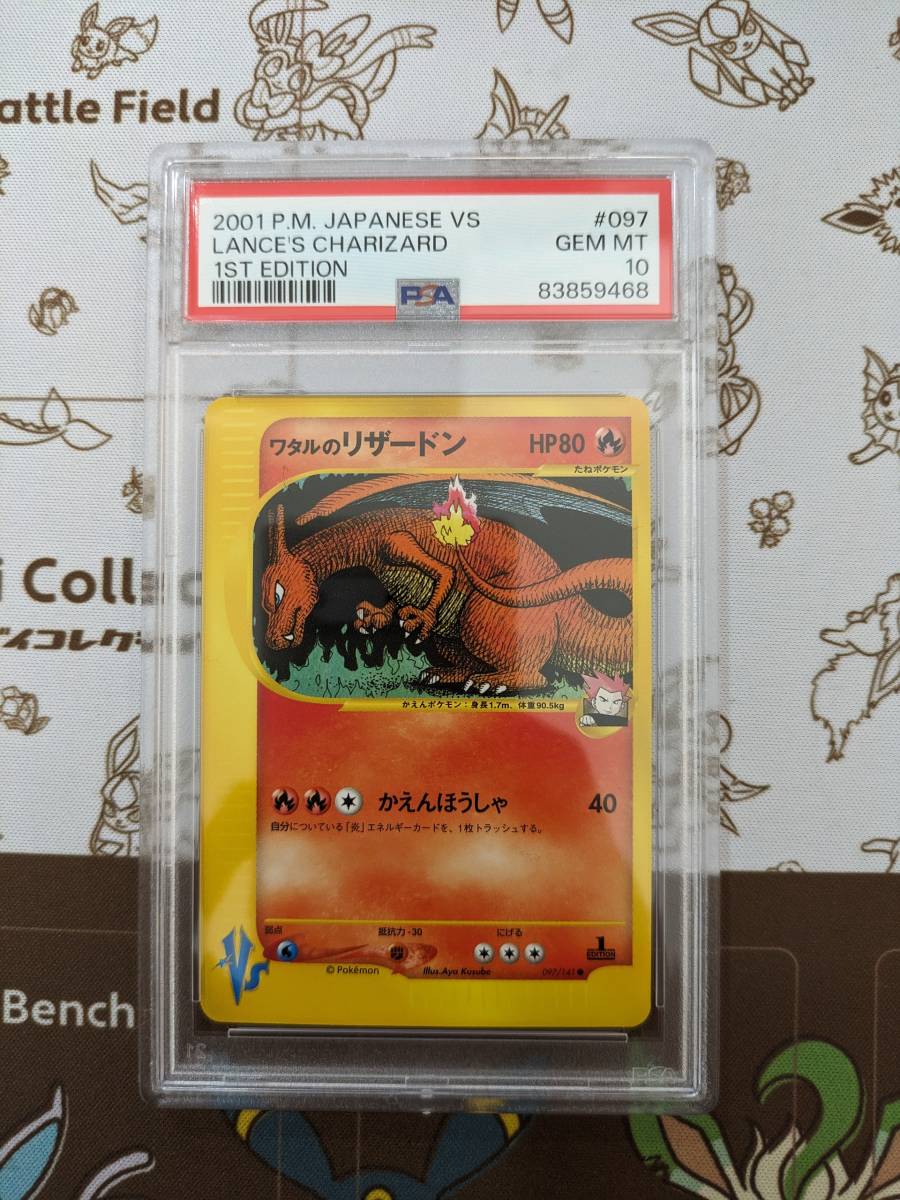 attle Field
2001 P.M. JAPANESE VS #097
LANCE'S CHARIZARD GEM MT
1ST EDITION 10
PSA 83859468
ワタルのリザードン HP80
たねポケモン
i Coll
かえんポケモン：身長1.7m、体重90.5kg
かえんほうしゃ 40
自分についている「炎」エネルギーカードを、1枚トラッシュする。
弱点 抵抗力-30 にげる
1
EDITION
VS
© Pokémon Illus.Aya Kusube 097/141 ●
Bench
PSA